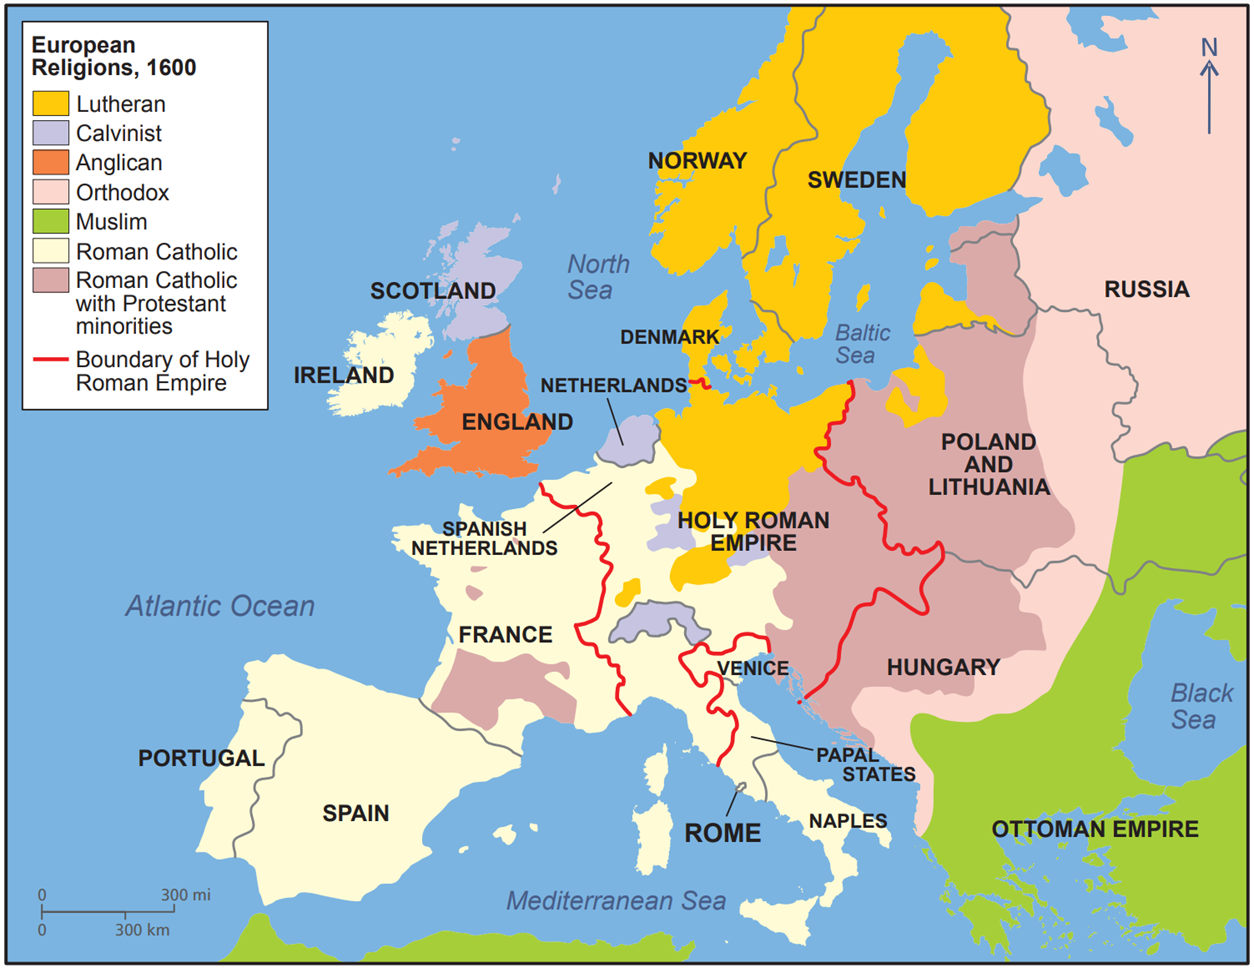 European
Religions, 1600
Lutheran
Calvinist
Anglican
Orthodox
Muslim
Roman Catholic
Roman Catholic
with Protestant
minorities
Boundary of Holy
Roman Empire
N
NORWAY
SWEDEN
North
Sea
SCOTLAND
RUSSIA
DENMARK
Baltic
Sea
IRELAND
NETHERLANDS
ENGLAND
POLAND
AND
LITHUANIA
SPANISH
NETHERLANDS
HOLY ROMAN
EMPIRE
Atlantic Ocean
FRANCE
VENICE
HUNGARY
Black
Sea
PORTUGAL
PAPAL
STATES
SPAIN
ROME
NAPLES
OTTOMAN EMPIRE
Mediterranean Sea
0 300 mi
0 300 km